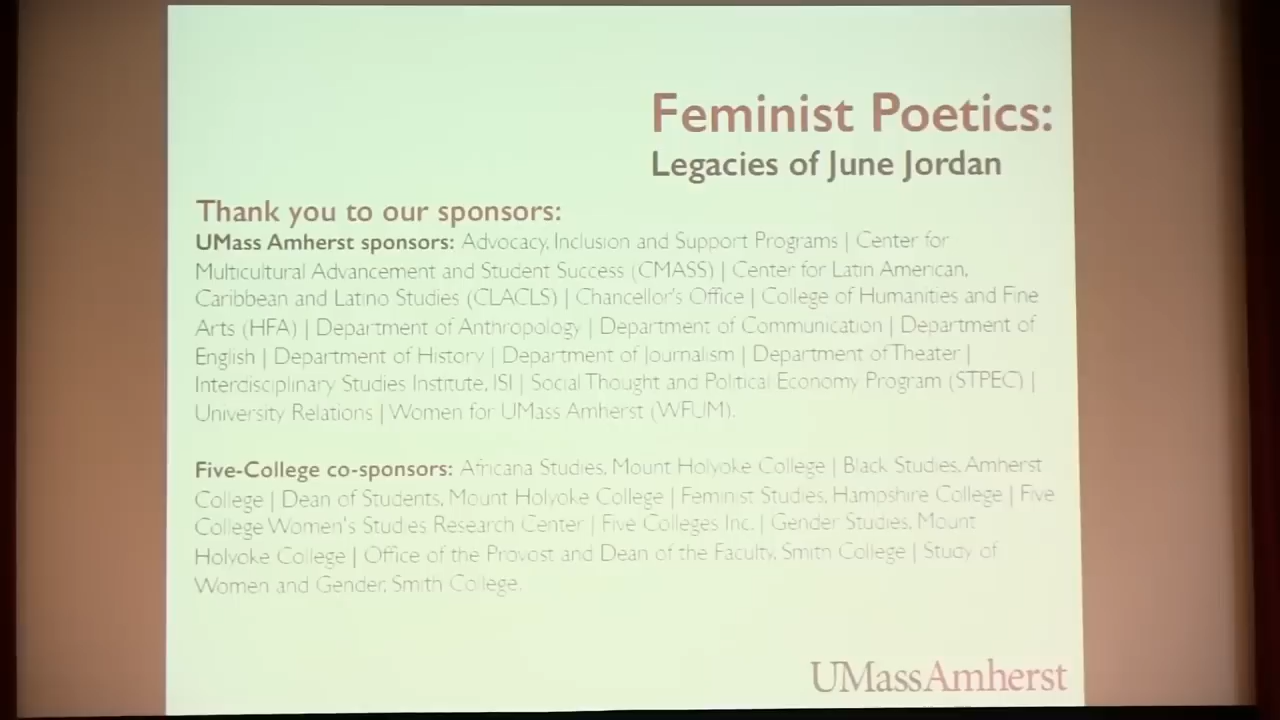 Feminist Poetics:
Legacies of June Jordan
Thank you to our sponsors:
UMass Amherst sponsors: Advocacy, Inclusion and Support Programs | Center for
Multicultural Advancement and Student Success (CMASS) | Center for Latin American,
Caribbean and Latino Studies (CLACLS) | Chancellor's Office | College of Humanities and Fine
Arts (HFA) | Department of Anthropology | Department of Communication | Department of
English | Department of History | Department of Journalism | Department of Theater |
Interdisciplinary Studies Institute, ISI | Social Thought and Political Economy Program (STPEC) |
University Relations | Women for UMass Amherst (WFUM).
Five-College co-sponsors: Africana Studies, Mount Holyoke College | Black Studies, Amherst
College | Dean of Students, Mount Holyoke College | Feminist Studies, Hampshire College | Five
College Women's Studies Research Center | Five Colleges Inc. | Gender Studies, Mount
Holyoke College | Office of the Provost and Dean of the Faculty, Smith College | Study of
Women and Gender, Smith College.
UMassAmherst